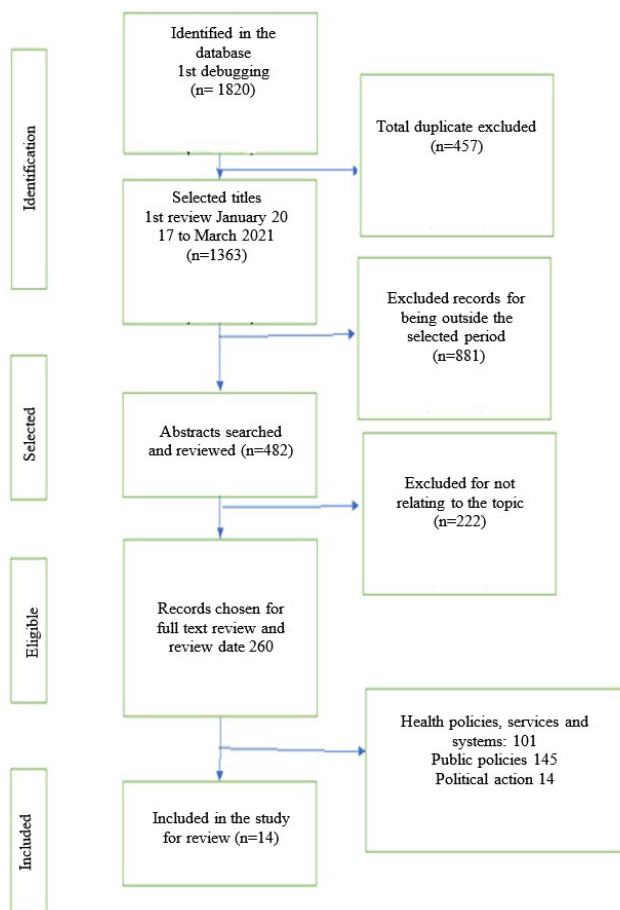 Identified in the
database
1st debugging
(n= 1820)
Total duplicate excluded
(n=457)
Identification
Selected titles
1st review January 20
17 to March 2021
(n=1363)
Excluded records for
being outside the
selected period
(n=881)
Selected
Abstracts searched
and reviewed (n=482)
Excluded for not
relating to the topic
(n=222)
Eligible
Records chosen for
full text review and
review date 260
Health policies, services and
systems: 101
Public policies 145
Political action 14
Included
Included in the study
for review (n=14)